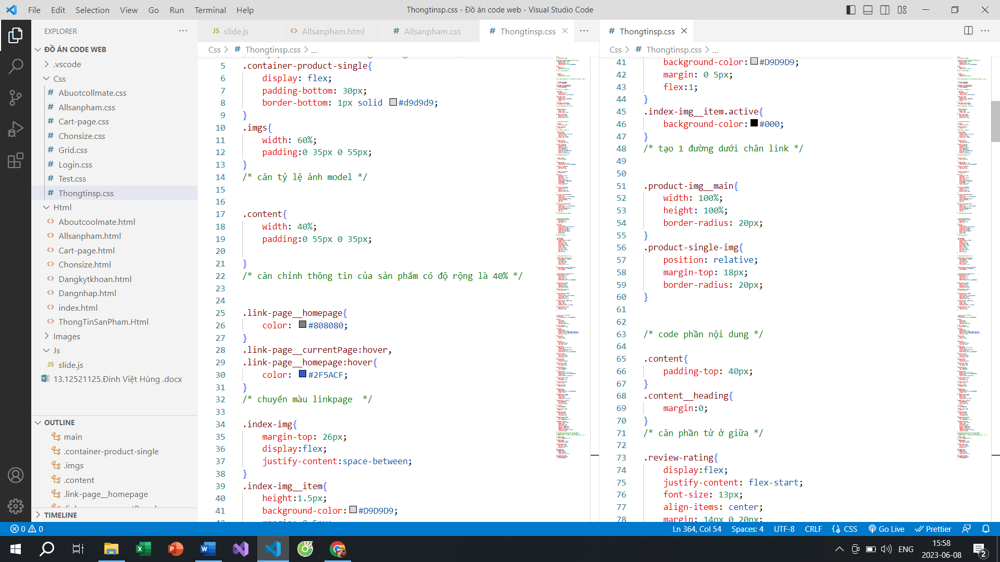 File Edit Selection View Go Run Terminal Help
Thongtinsp.css - Đồ án code web - Visual Studio Code
EXPLORER
ĐỒ ÁN CODE WEB
.vscode
Css
# Abuotcollmate.css
# Allsanpham.css
# Cart-page.css
# Chonsize.css
# Grid.css
# Login.css
# Test.css
# Thongtinsp.css
Html
<> Aboutcoolmate.html
<> Allsanpham.html
<> Cart-page.html
<> Chonsize.html
<> Dangkytkhoan.html
<> Dangnhap.html
<> index.html
<> ThongTinSanPham.Html
Images
Js
JS slide.js
13.12521125.Đinh Việt Hùng .docx
OUTLINE
main
.container-product-single
.imgs
.content
.link-page__homepage
TIMELINE
JS slide.js
<> Allsanpham.html
# Allsanpham.css
# Thongtinsp.css
Css > # Thongtinsp.css > ...
5 .container-product-single{
6 display: flex;
7 padding-bottom: 30px;
8 border-bottom: 1px solid #d9d9d9;
9 }
10 .imgs{
11 width: 60%;
12 padding:0 35px 0 55px;
13 }
14 /* căn tỷ lệ ảnh model */
15
16
17 .content{
18 width: 40%;
19 padding:0 55px 0 35px;
20
21 }
22 /* căn chỉnh thông tin của sản phẩm có độ rộng là 40% */
23
24
25 .link-page__homepage{
26 color: #808080;
27 }
28 .link-page__currentPage:hover,
29 .link-page__homepage:hover{
30 color: #2F5ACF;
31 }
32 /* chuyển màu linkpage  */
33
34 .index-img{
35 margin-top: 26px;
36 display:flex;
37 justify-content:space-between;
38 }
39 .index-img__item{
40 height:1.5px;
41 background-color: #D9D9D9;
42 margin: 0 5px;
# Thongtinsp.css
Css > # Thongtinsp.css > ...
41 background-color: #D9D9D9;
42 margin: 0 5px;
43 flex:1;
44 }
45 .index-img__item.active{
46 background-color: #000;
47 }
48 /* tạo 1 đường dưới chân link */
49
50
51 .product-img__main{
52 width: 100%;
53 height: 100%;
54 border-radius: 20px;
55 }
56 .product-single-img{
57 position: relative;
58 margin-top: 18px;
59 border-radius: 20px;
60 }
61
62
63 /* code phần nội dung */
64
65 .content{
66 padding-top: 40px;
67 }
68 .content__heading{
69 margin:0;
70 }
71 /* căn phần tử ở giữa */
72
73 .review-rating{
74 display:flex;
75 justify-content: flex-start;
76 font-size: 13px;
77 align-items: center;
78 margin: 14px 0 20px;
0 0
Ln 364, Col 54 Spaces: 4 UTF-8 CRLF CSS Go Live Prettier
ENG
15:58
2023-06-08
2